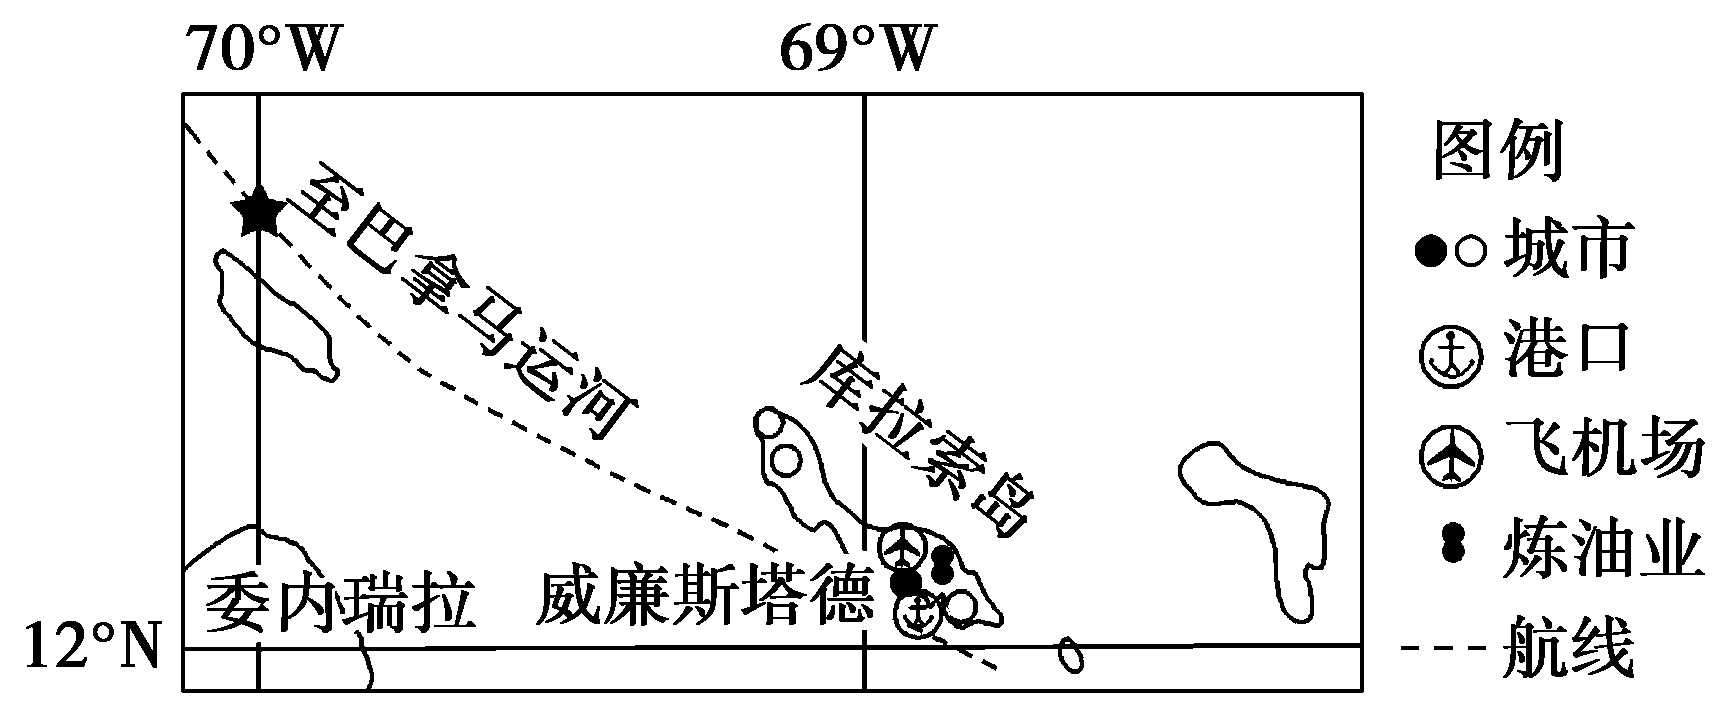 70°W 69°W
至巴拿马运河
库拉索岛
委内瑞拉 威廉斯塔德
12°N
图例
城市
港口
飞机场
炼油业
航线